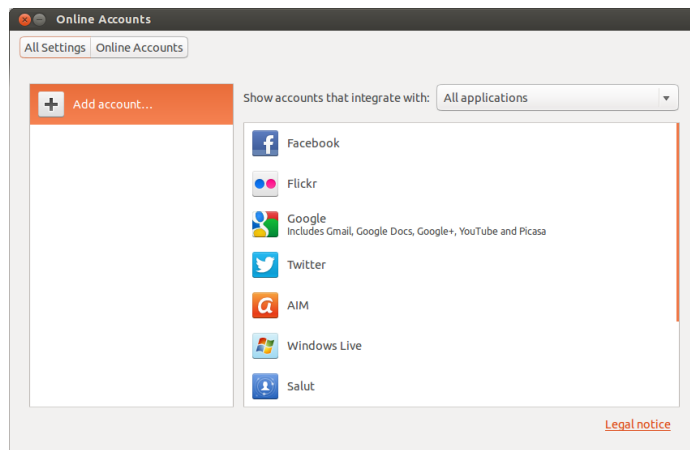 Online Accounts
All Settings Online Accounts
Add account...
Show accounts that integrate with: All applications
Facebook
Flickr
Google
Includes Gmail, Google Docs, Google+, YouTube and Picasa
Twitter
AIM
Windows Live
Salut
Legal notice